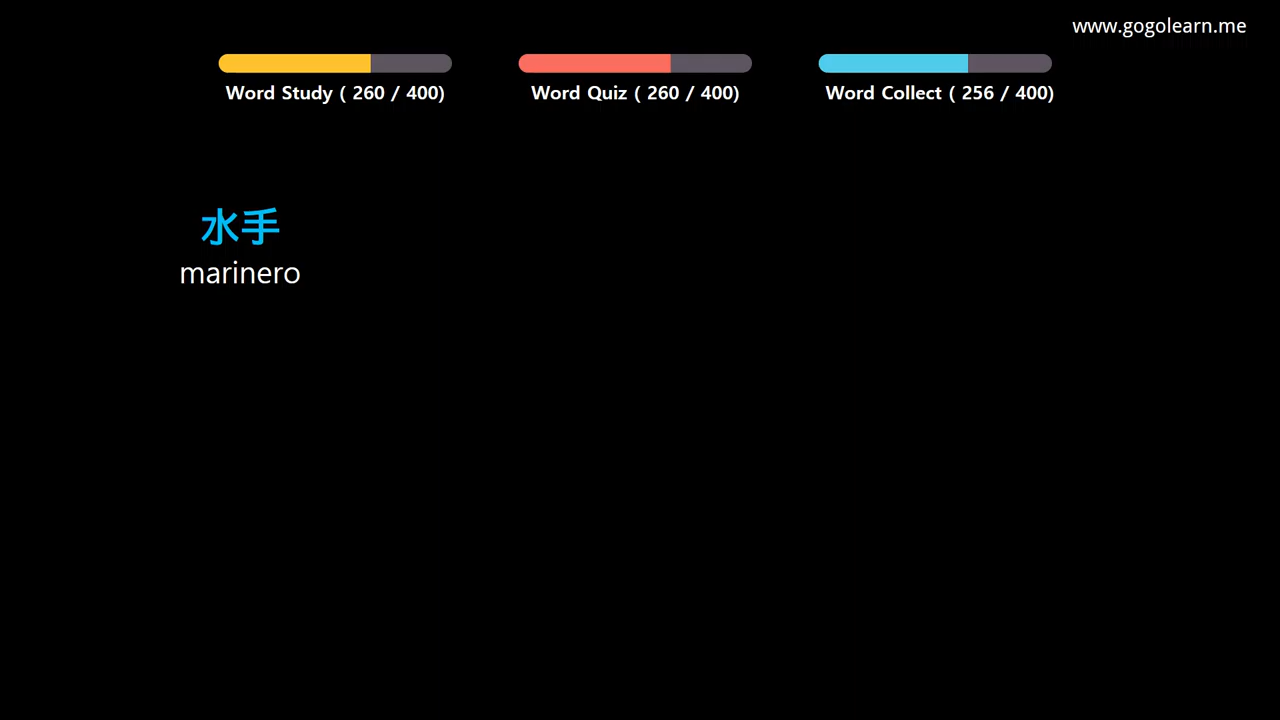 www.gogolearn.me
Word Study ( 260 / 400)
Word Quiz ( 260 / 400)
Word Collect ( 256 / 400)
水手
marinero